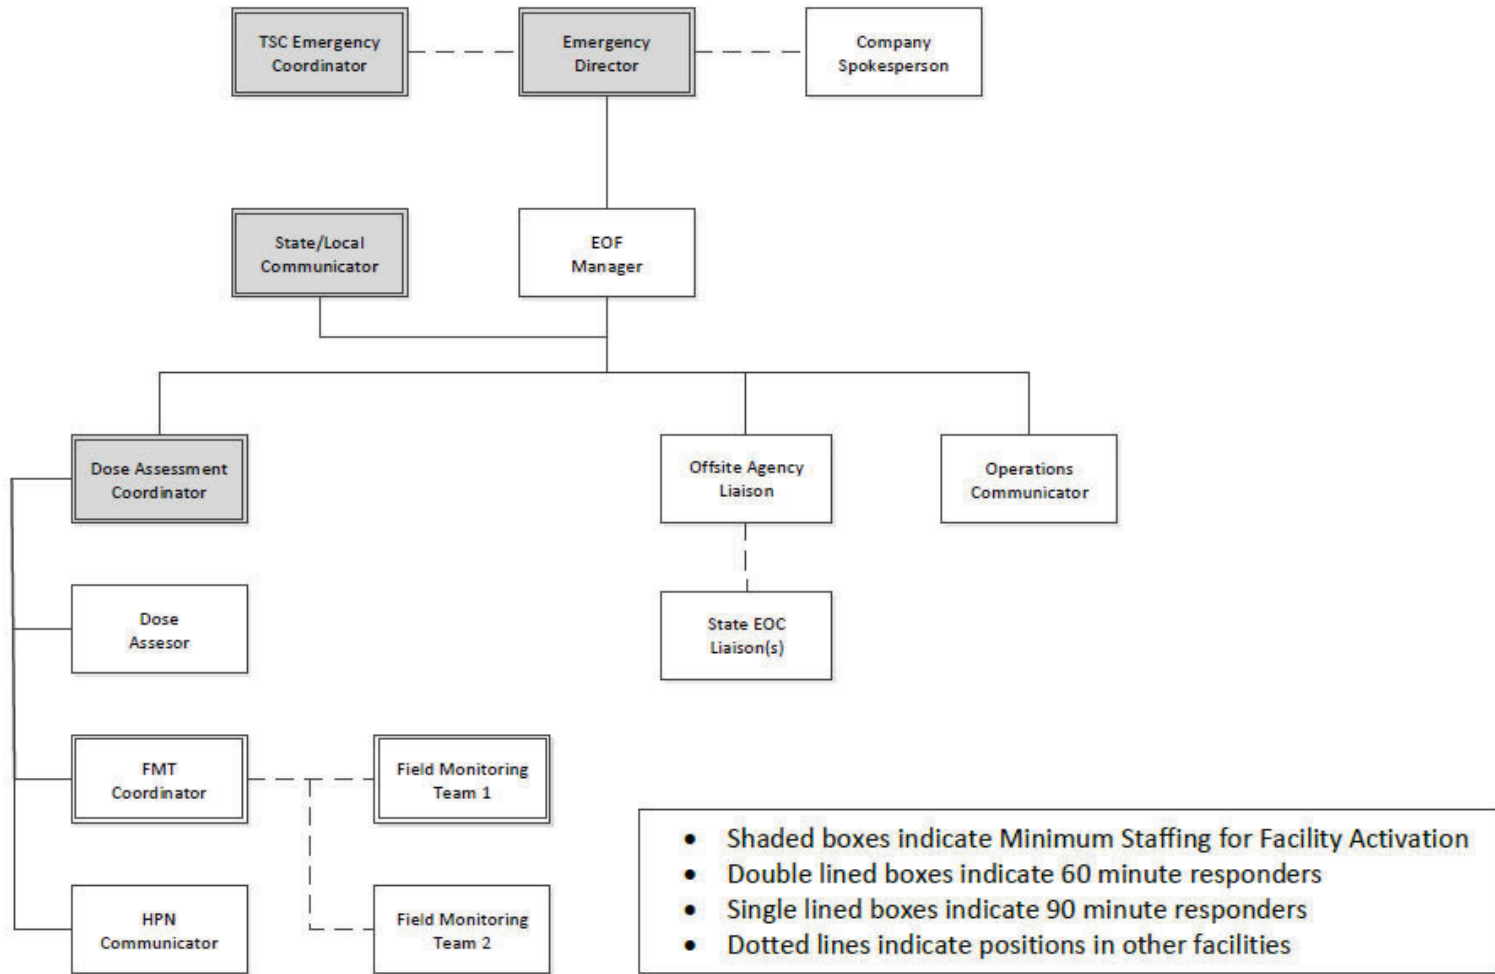 TSC Emergency
Coordinator
Emergency
Director
Company
Spokesperson
State/Local
Communicator
EOF
Manager
Dose Assessment
Coordinator
Offsite Agency
Liaison
Operations
Communicator
Dose
Assesor
State EOC
Liaison(s)
FMT
Coordinator
Field Monitoring
Team 1
HPN
Communicator
Field Monitoring
Team 2
• Shaded boxes indicate Minimum Staffing for Facility Activation
• Double lined boxes indicate 60 minute responders
• Single lined boxes indicate 90 minute responders
• Dotted lines indicate positions in other facilities